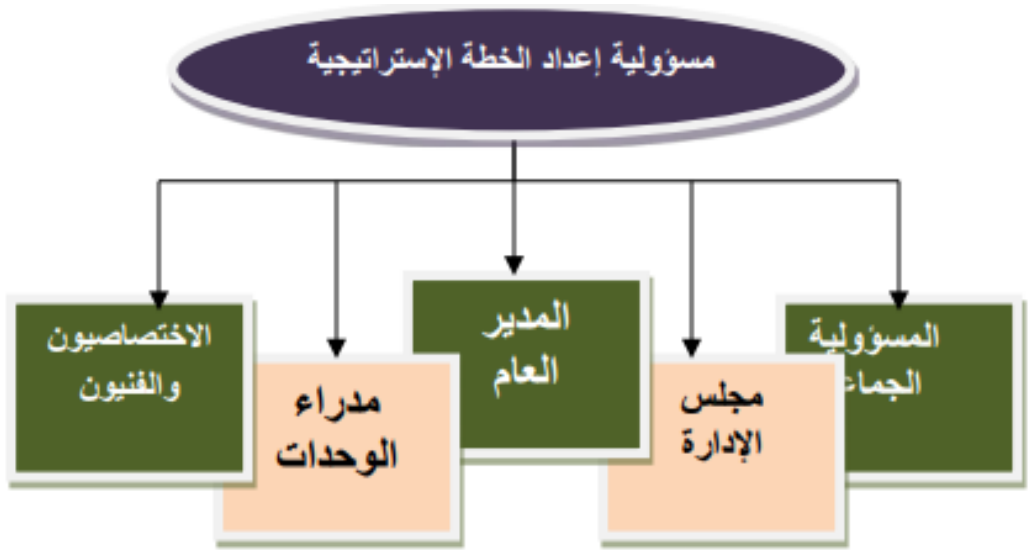 مسؤولية إعداد الخطة الإستراتيجية
المسؤولية
مجلس
الإدارة
المدير
العام
مدراء
الوحدات
الاختصاصيون
والفنيون